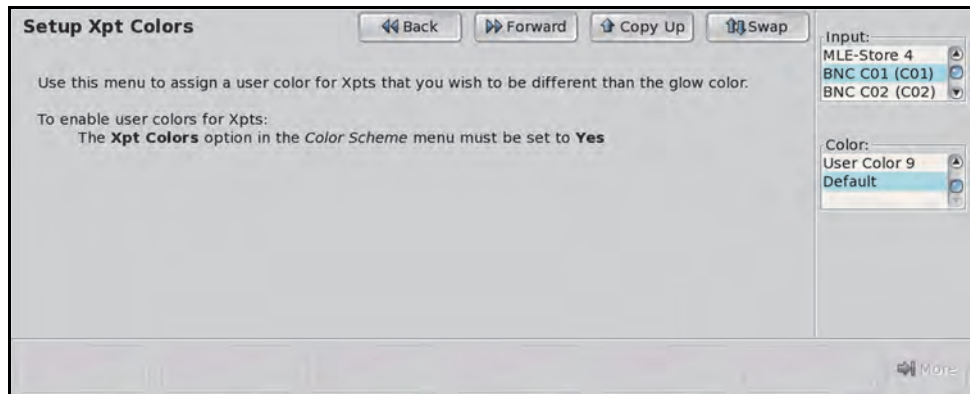 Setup Xpt Colors
Back
Forward
Copy Up
Swap
Use this menu to assign a user color for Xpts that you wish to be different than the glow color.
To enable user colors for Xpts:
The Xpt Colors option in the Color Scheme menu must be set to Yes
Input:
MLE-Store 4
BNC C01 (C01)
BNC C02 (C02)
Color:
User Color 9
Default
More